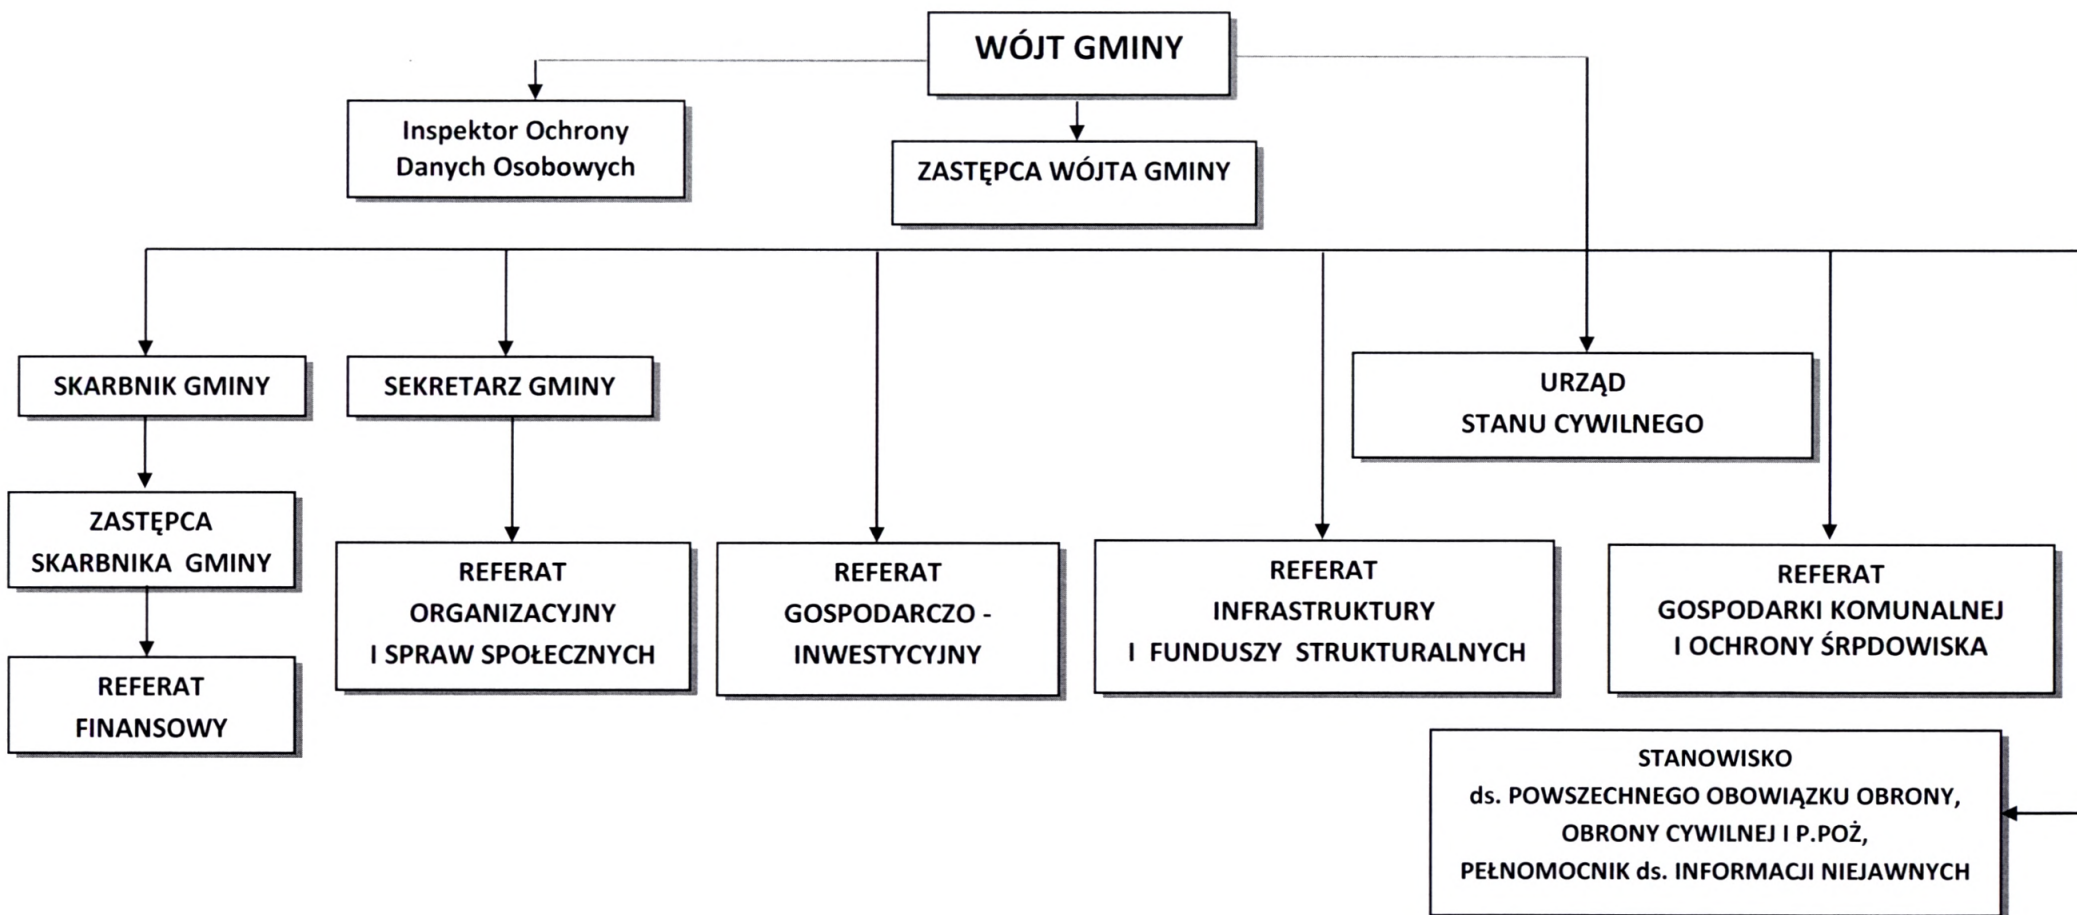 WÓJT GMINY
Inspektor Ochrony
Danych Osobowych
ZASTĘPCA WÓJTA GMINY
SKARBNIK GMINY
SEKRETARZ GMINY
URZĄD
STANU CYWILNEGO
ZASTĘPCA
SKARBNIKA GMINY
REFERAT
ORGANIZACYJNY
I SPRAW SPOŁECZNYCH
REFERAT
GOSPODARCZO -
INWESTYCYJNY
REFERAT
INFRASTRUKTURY
I FUNDUSZY STRUKTURALNYCH
REFERAT
GOSPODARKI KOMUNALNEJ
I OCHRONY ŚRPDOWISKA
REFERAT
FINANSOWY
STANOWISKO
ds. POWSZECHNEGO OBOWIĄZKU OBRONY,
OBRONY CYWILNEJ I P.POŻ,
PEŁNOMOCNIK ds. INFORMACJI NIEJAWNYCH